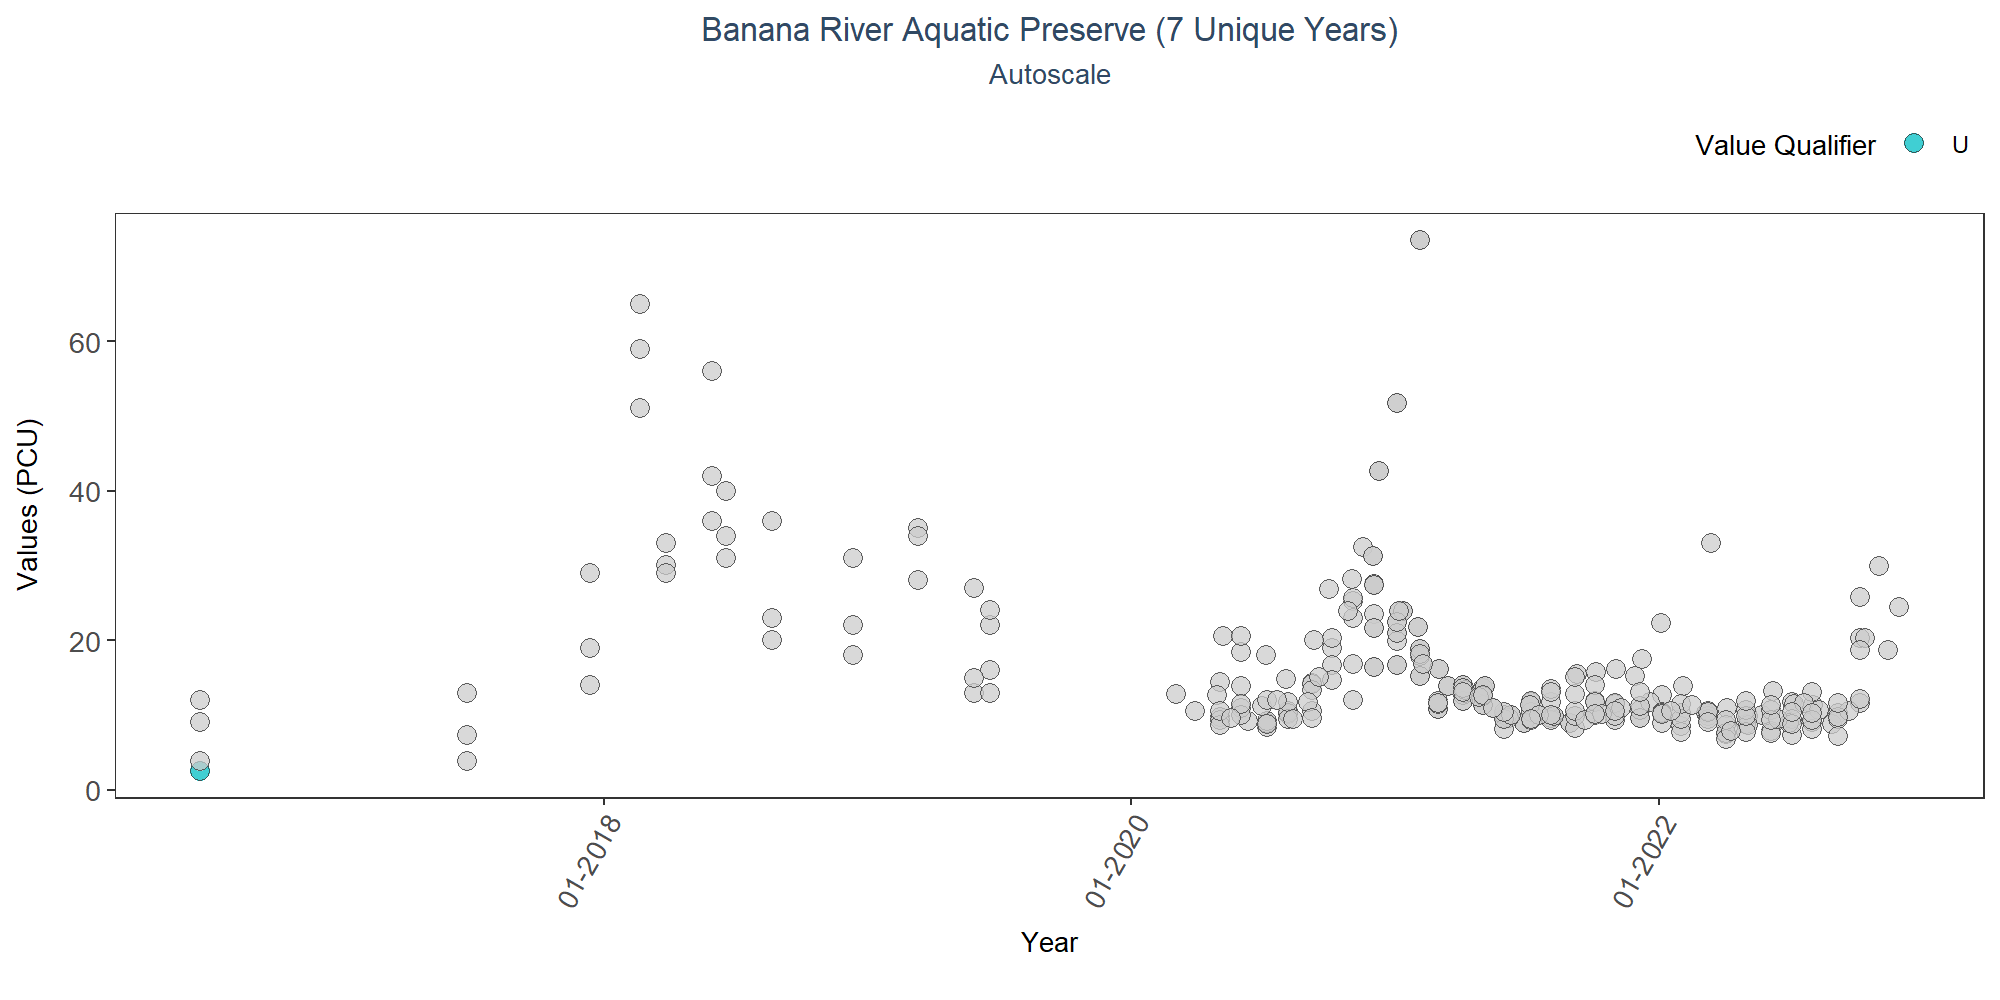 Banana River Aquatic Preserve (7 Unique Years)
Autoscale
Value Qualifier U
Values (PCU)
60
40
20
0
01-2018
01-2020
01-2022
Year